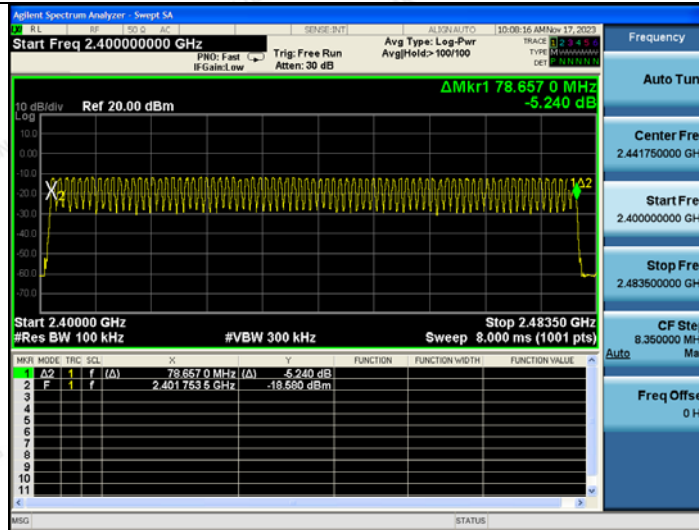 Agilent Spectrum Analyzer - Swept SA
RL RF 50 Ω AC SENSE:INT ALIGN AUTO 10:08:16 AM Nov 17, 2023
Start Freq 2.400000000 GHz
PNO: Fast
IFGain:Low
Trig: Free Run
Atten: 30 dB
Avg Type: Log-Pwr
Avg|Hold:> 100/100
TRACE 1 2 3 4 5 6
TYPE M
DET P N N N N N
ΔMkr1 78.657 0 MHz
-5.240 dB
10 dB/div Ref 20.00 dBm
Log
10.0
0.00
-10.0
-20.0
-30.0
-40.0
-50.0
-60.0
-70.0
X2
1Δ2
Start 2.40000 GHz Stop 2.48350 GHz
#Res BW 100 kHz #VBW 300 kHz Sweep 8.000 ms (1001 pts)
MKR MODE TRC SCL X Y FUNCTION FUNCTION WIDTH FUNCTION VALUE
1 Δ2 1 f (Δ) 78.657 0 MHz (Δ) -5.240 dB
2 F 1 f 2.401 753 5 GHz -18.580 dBm
3
4
5
6
7
8
9
10
11
MSG STATUS
Frequency
Auto Tun
Center Fre
2.441750000 GH
Start Fre
2.400000000 GH
Stop Fre
2.483500000 GH
CF Ste
8.350000 MH
Auto Ma
Freq Offse
0 H